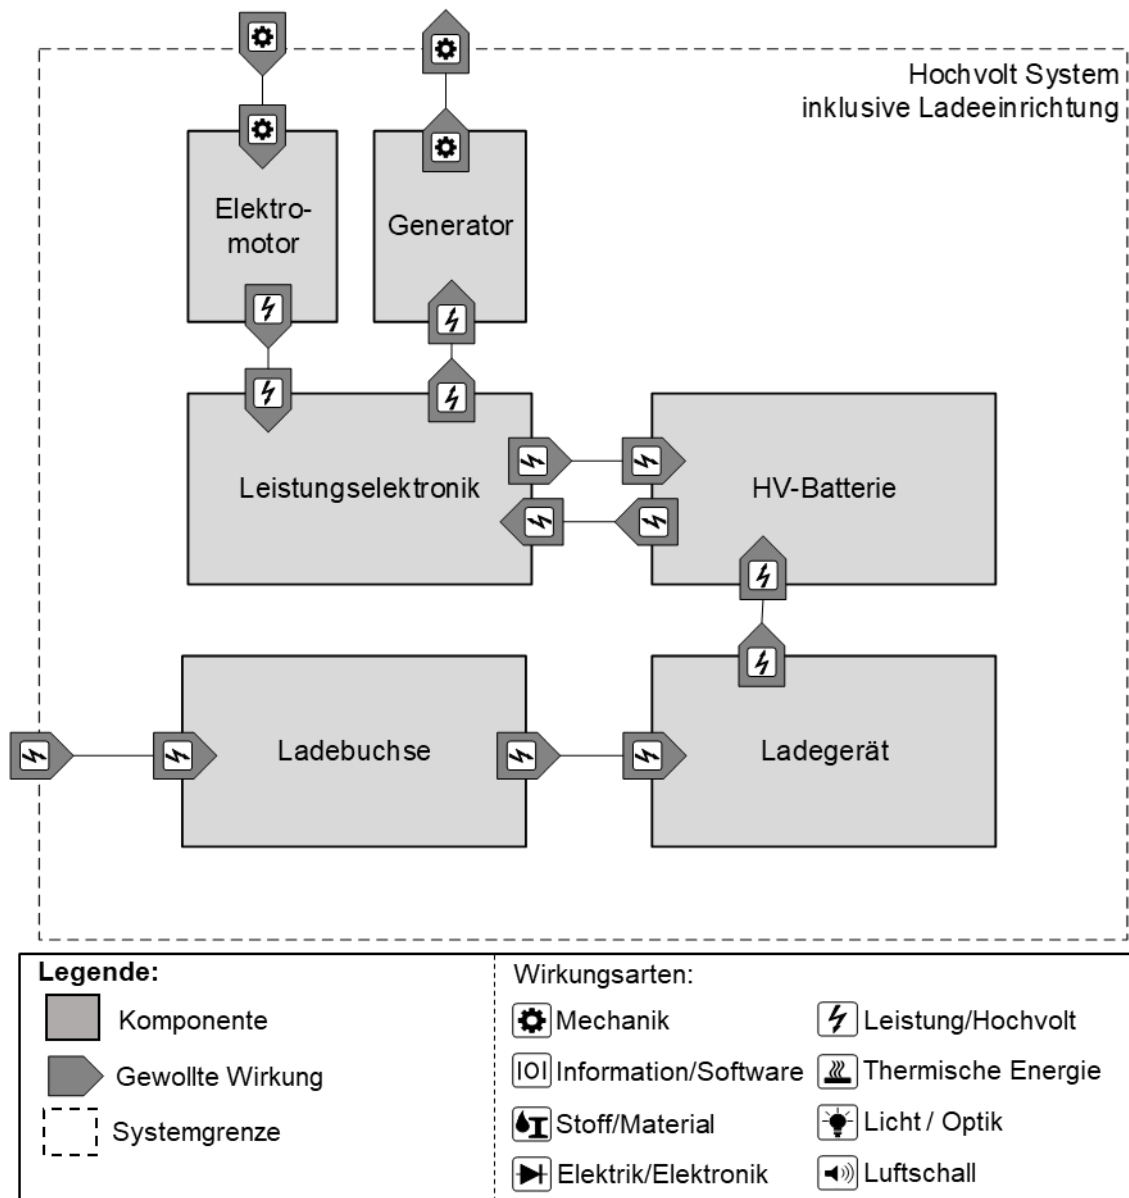 Hochvolt System
inklusive Ladeeinrichtung
Elektro-
motor
Generator
Leistungselektronik
HV-Batterie
Ladebuchse
Ladegerät
Legende:
Komponente
Gewollte Wirkung
Systemgrenze
Wirkungsarten:
Mechanik
Leistung/Hochvolt
IOI Information/Software
Thermische Energie
Stoff/Material
Licht / Optik
Elektrik/Elektronik
Luftschall